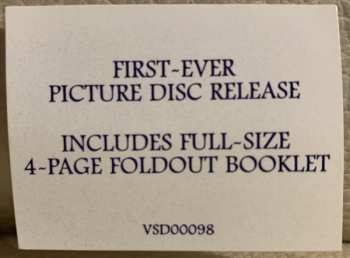 FIRST-EVER
PICTURE DISC RELEASE
INCLUDES FULL-SIZE
4-PAGE FOLDOUT BOOKLET
VSD00098